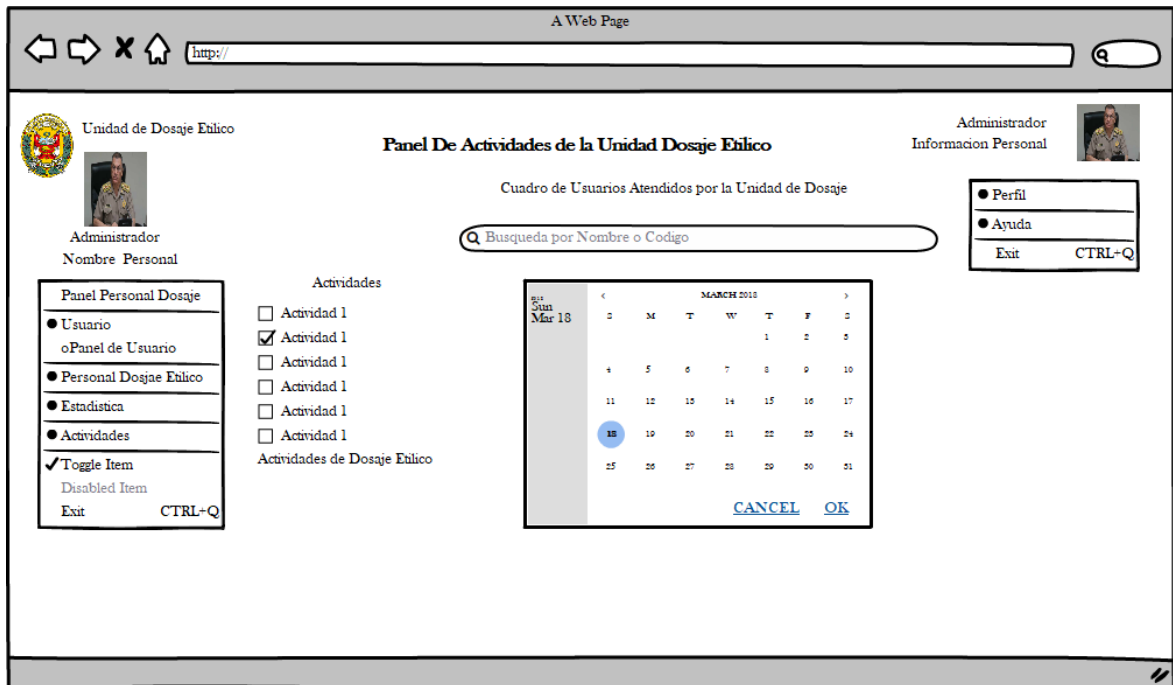 A Web Page
http://
Unidad de Dosaje Etilico
Administrador
Nombre Personal
Panel De Actividades de la Unidad Dosaje Etilico
Cuadro de Usuarios Atendidos por la Unidad de Dosaje
Busqueda por Nombre o Codigo
Administrador
Informacion Personal
Perfil
Ayuda
Exit CTRL+Q
Panel Personal Dosaje
Usuario
oPanel de Usuario
Personal Dosjae Etilico
Estadistica
Actividades
Toggle Item
Disabled Item
Exit CTRL+Q
Actividades
Actividad 1
Actividad 1
Actividad 1
Actividad 1
Actividad 1
Actividad 1
Actividades de Dosaje Etilico
Sun
Mar 18
MARCH 2018
S M T W T F S
1 2 3
4 5 6 7 8 9 10
11 12 13 14 15 16 17
18 19 20 21 22 23 24
25 26 27 28 29 30 31
CANCEL OK